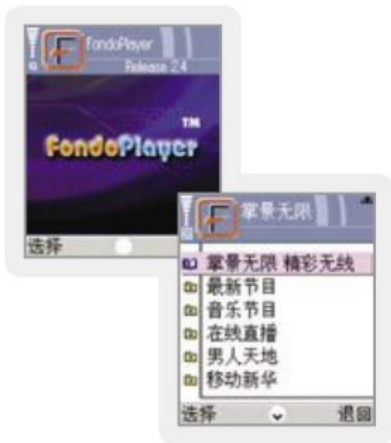 FondoPlayer
Release 2.4
FondoPlayer™
选择
掌景无限
掌景无限 精彩无线
最新节目
音乐节目
在线直播
男人天地
移动新华
选择 退回